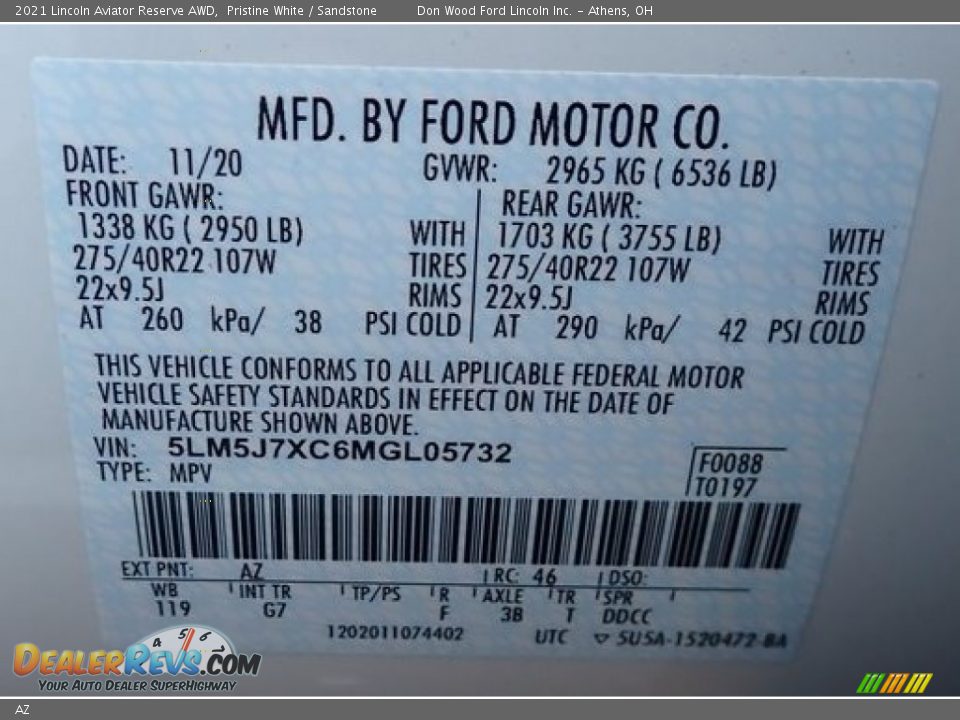 2021 Lincoln Aviator Reserve AWD, Pristine White / Sandstone Don Wood Ford Lincoln Inc. – Athens, OH
MFD. BY FORD MOTOR CO.
DATE: 11/20 GVWR: 2965 KG ( 6536 LB)
FRONT GAWR: REAR GAWR:
1338 KG ( 2950 LB) WITH 1703 KG ( 3755 LB) WITH
275/40R22 107W TIRES 275/40R22 107W TIRES
22x9.5J RIMS 22x9.5J RIMS
AT 260 kPa/ 38 PSI COLD AT 290 kPa/ 42 PSI COLD
THIS VEHICLE CONFORMS TO ALL APPLICABLE FEDERAL MOTOR
VEHICLE SAFETY STANDARDS IN EFFECT ON THE DATE OF
MANUFACTURE SHOWN ABOVE.
VIN: 5LM5J7XC6MGL05732
TYPE: MPV
F0088
T0197
EXT PNT: AZ RC: 46 DSO:
WB INT TR TP/PS R AXLE TR SPR
119 G7 F 3B T DDCC
1202011074402 UTC 5USA-1520472-BA
4 5 6
DEALERREVS.COM
YOUR AUTO DEALER SUPERHIGHWAY
AZ